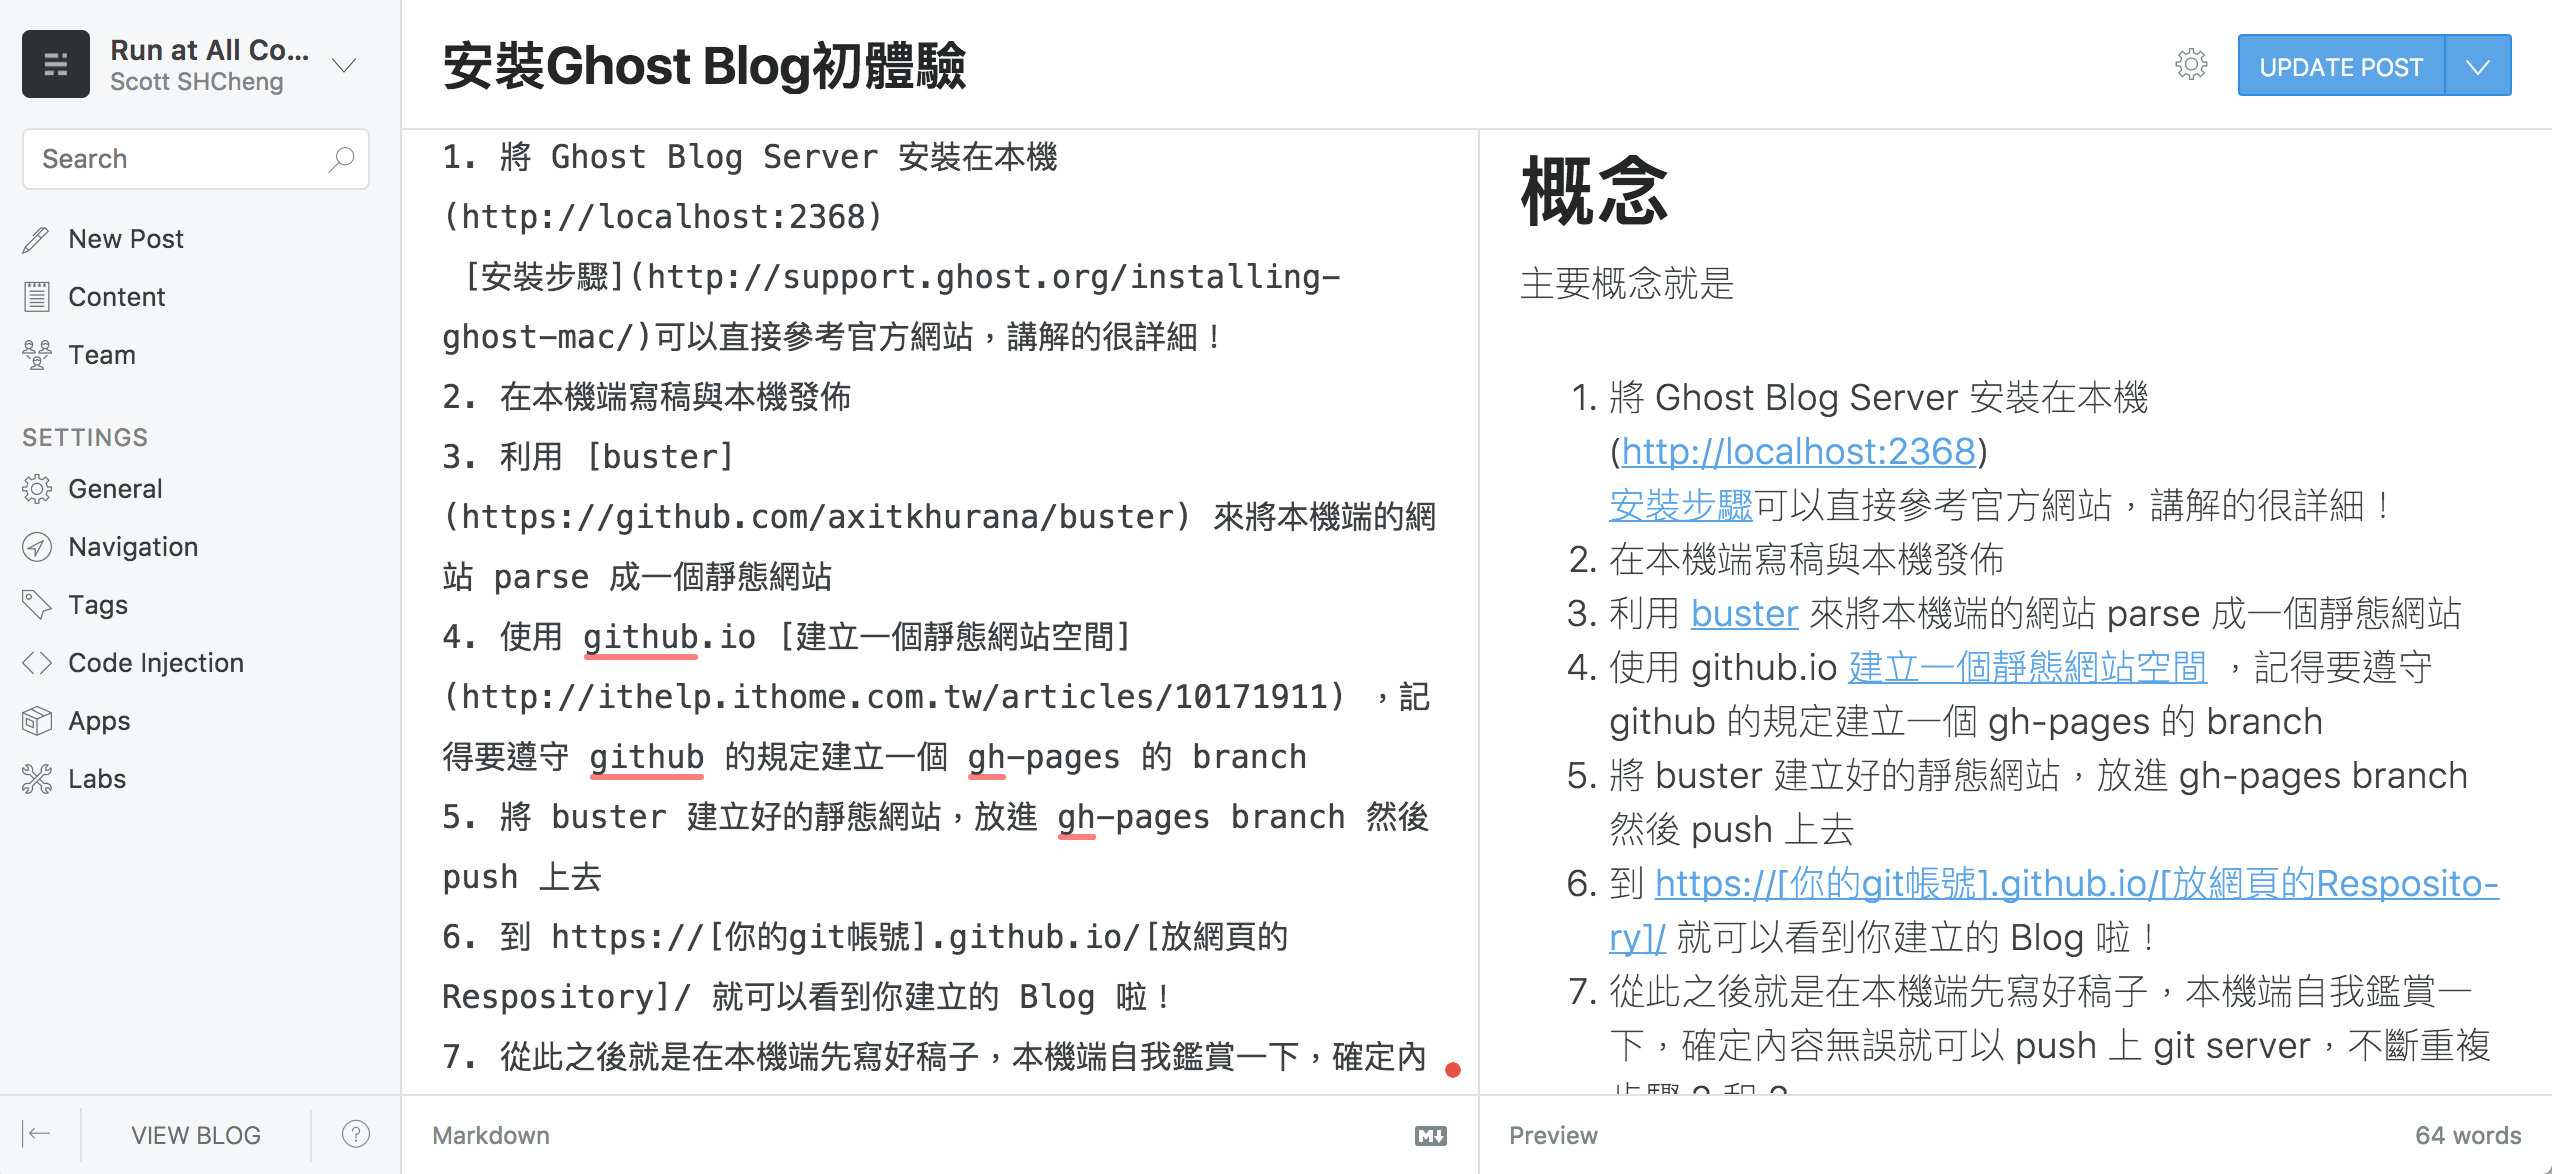 Run at All Co...
Scott SHCheng
Search
New Post
Content
Team
SETTINGS
General
Navigation
Tags
Code Injection
Apps
Labs
VIEW BLOG
安裝Ghost Blog初體驗
UPDATE POST
1. 將 Ghost Blog Server 安裝在本機
(http://localhost:2368)
[安裝步驟](http://support.ghost.org/installing-
ghost-mac/)可以直接參考官方網站，講解的很詳細！
2. 在本機端寫稿與本機發佈
3. 利用 [buster]
(https://github.com/axitkhurana/buster) 來將本機端的網
站 parse 成一個靜態網站
4. 使用 github.io [建立一個靜態網站空間]
(http://ithelp.ithome.com.tw/articles/10171911) ，記
得要遵守 github 的規定建立一個 gh-pages 的 branch
5. 將 buster 建立好的靜態網站，放進 gh-pages branch 然後
push 上去
6. 到 https://[你的git帳號].github.io/[放網頁的
Respository]/ 就可以看到你建立的 Blog 啦！
7. 從此之後就是在本機端先寫好稿子，本機端自我鑑賞一下，確定內
Markdown
M
概念
主要概念就是
1. 將 Ghost Blog Server 安裝在本機
(http://localhost:2368)
安裝步驟可以直接參考官方網站，講解的很詳細！
2. 在本機端寫稿與本機發佈
3. 利用 buster 來將本機端的網站 parse 成一個靜態網站
4. 使用 github.io 建立一個靜態網站空間 ，記得要遵守
github 的規定建立一個 gh-pages 的 branch
5. 將 buster 建立好的靜態網站，放進 gh-pages branch
然後 push 上去
6. 到 https://[你的git帳號].github.io/[放網頁的Resposito-
ry]/ 就可以看到你建立的 Blog 啦！
7. 從此之後就是在本機端先寫好稿子，本機端自我鑑賞一
下，確定內容無誤就可以 push 上 git server，不斷重複
Preview
64 words